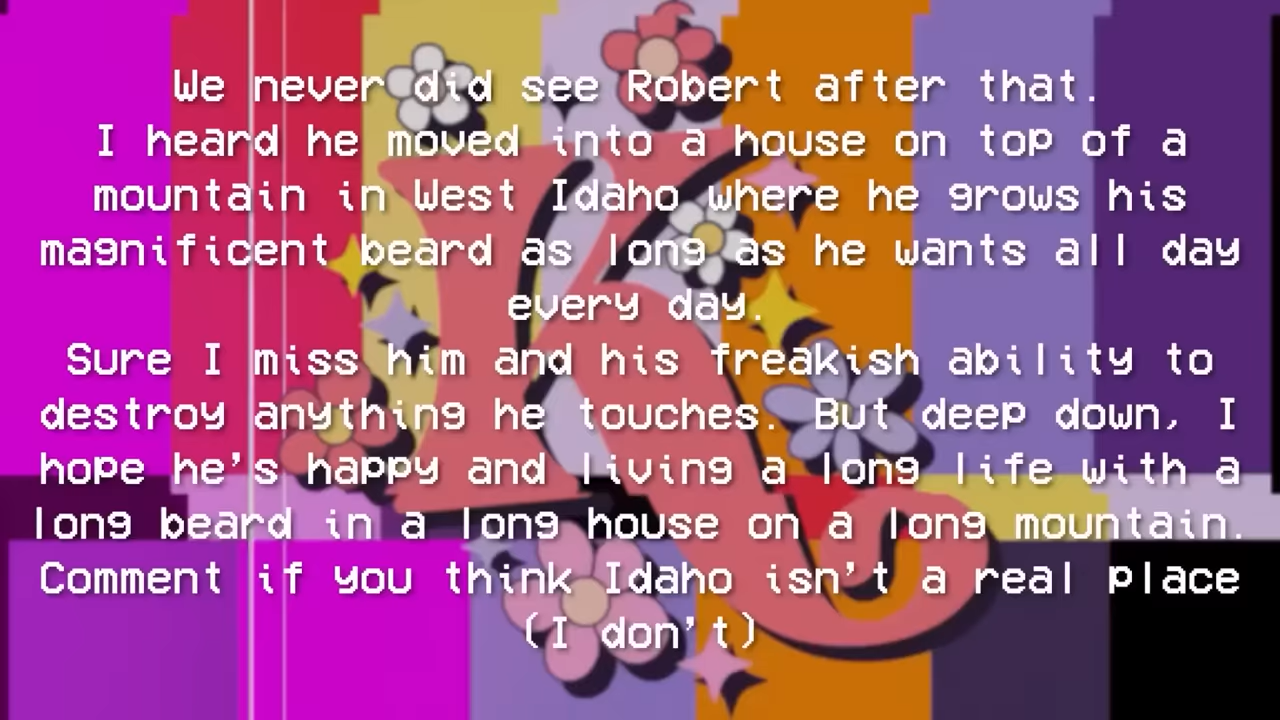 We never did see Robert after that.
I heard he moved into a house on top of a
mountain in West Idaho where he grows his
magnificent beard as long as he wants all day
every day.
Sure I miss him and his freakish ability to
destroy anything he touches. But deep down, I
hope he's happy and living a long life with a
long beard in a long house on a long mountain.
Comment if you think Idaho isn't a real place
(I don't)